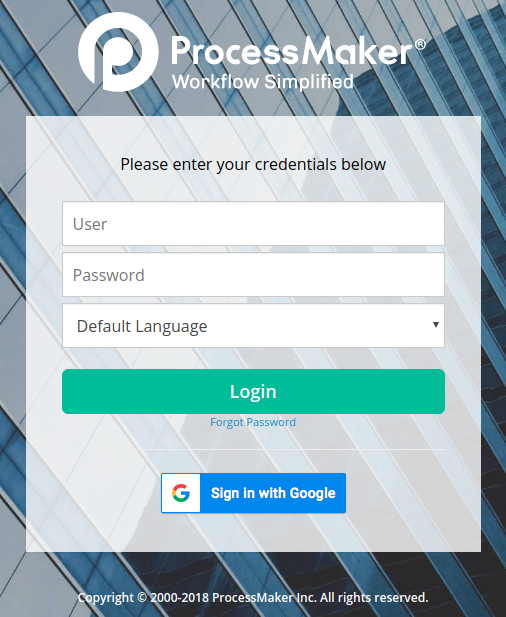 ProcessMaker®
Workflow Simplified
Please enter your credentials below
User
Password
Default Language
Login
Forgot Password
Sign in with Google
Copyright © 2000-2018 ProcessMaker Inc. All rights reserved.